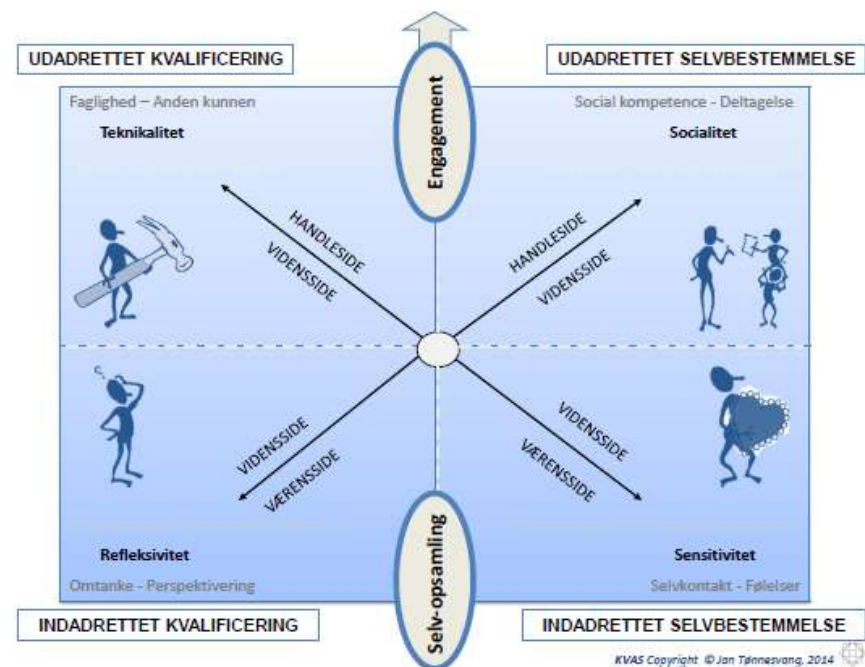 UDADRETTET KVALIFICERING
UDADRETTET SELVBESTEMMELSE
Faglighed – Anden kunnen
Teknikalitet
Engagement
Social kompetence - Deltagelse
Socialitet
HANDLESIDE
VIDENSSIDE
HANDLESIDE
VIDENSSIDE
VIDENSSIDE
VÆRENSSIDE
VIDENSSIDE
VÆRENSSIDE
Refleksivitet
Omtanke - Perspektivering
Selv-opsamling
Sensitivitet
Selvkontakt - Følelser
INDADRETTET KVALIFICERING
INDADRETTET SELVBESTEMMELSE
KVAS Copyright © Jan Tønnesvang, 2014